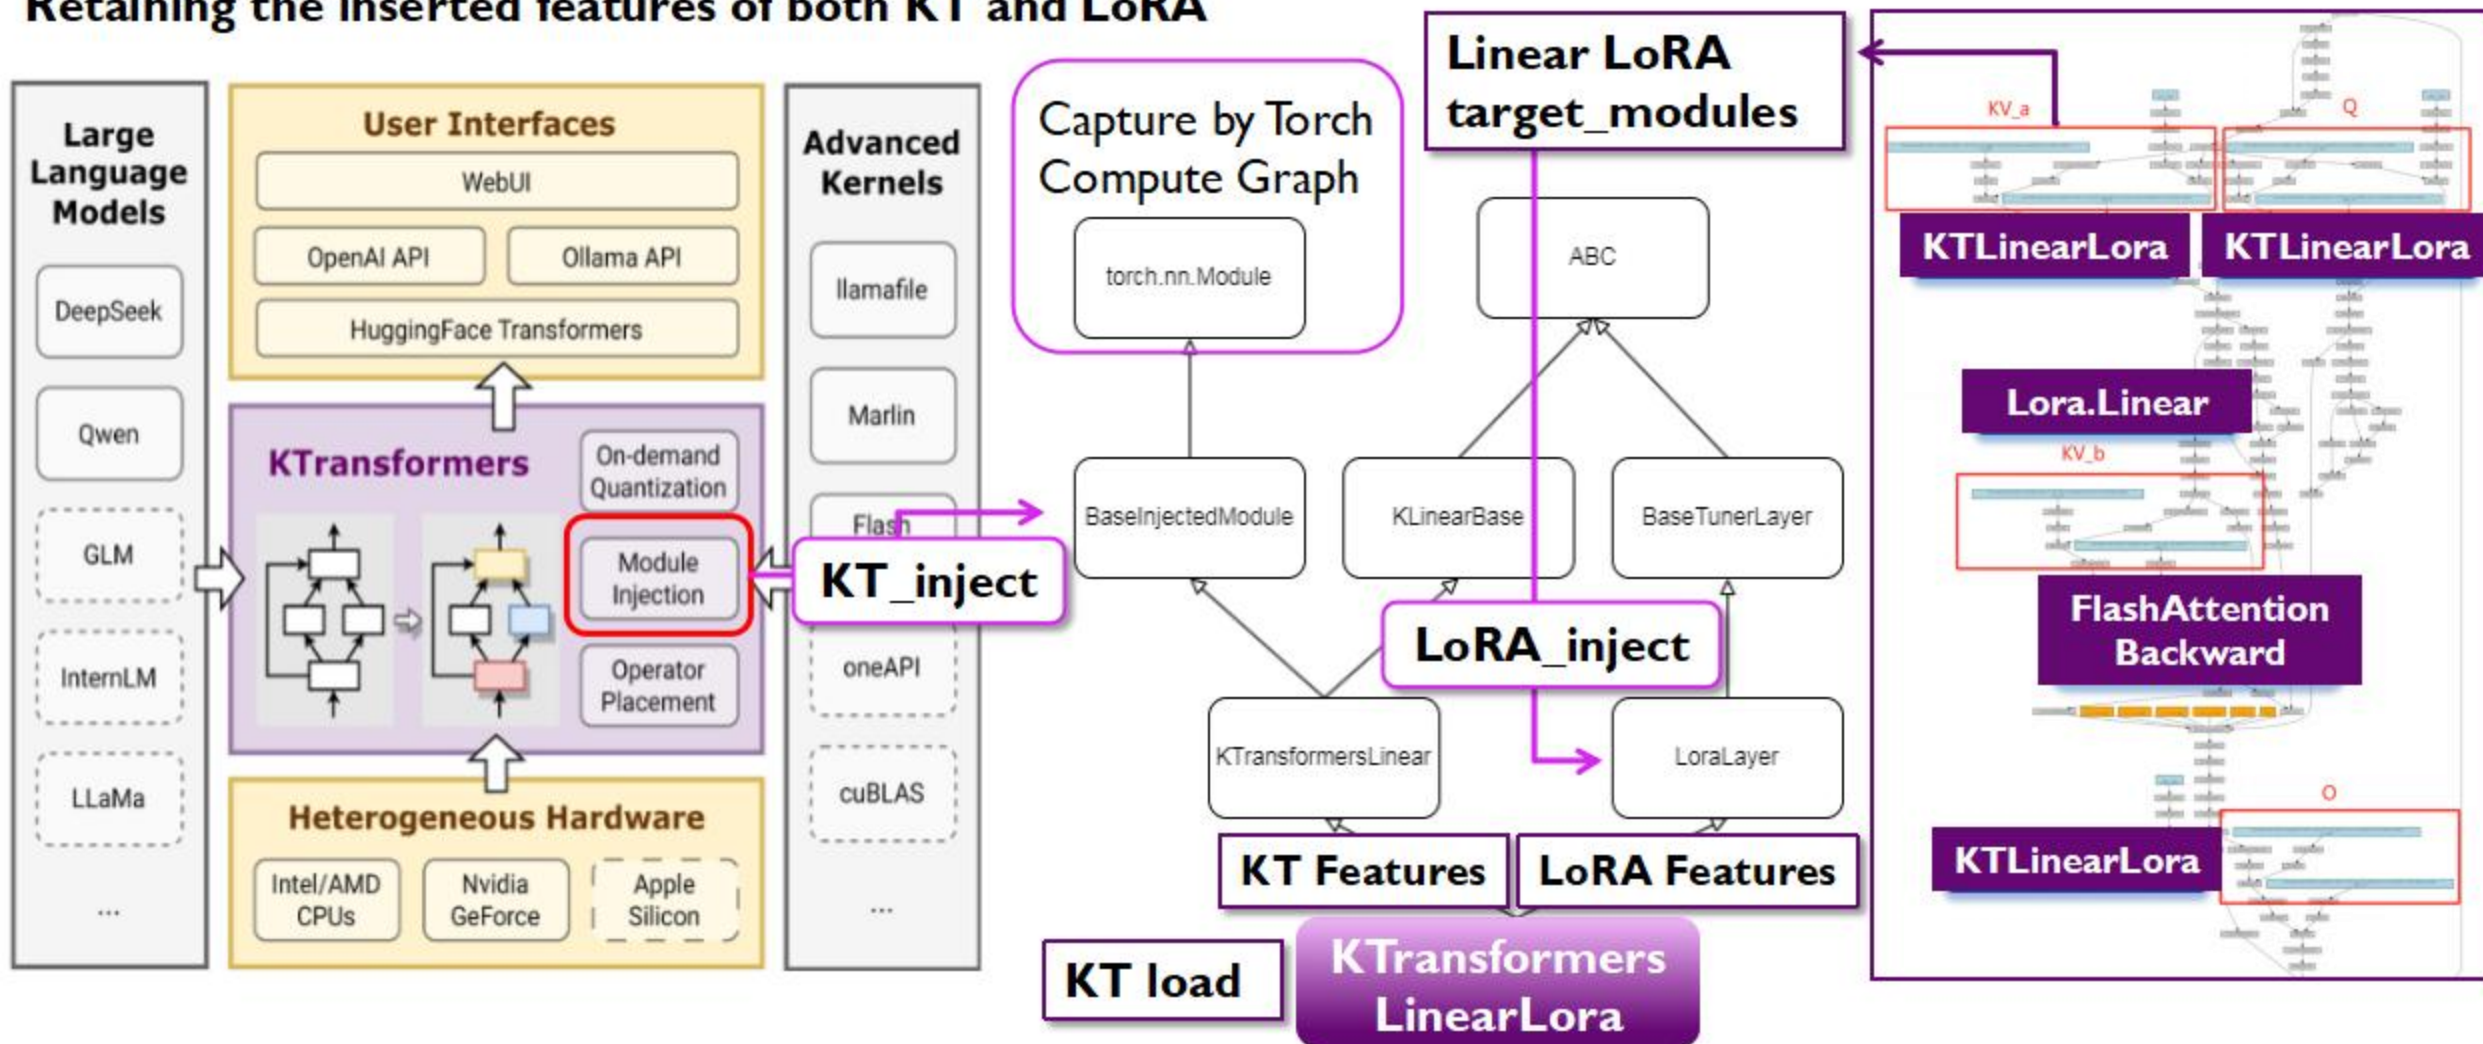 Retaining the inserted features of both KT and LoRA
Large
Language
Models
DeepSeek
Qwen
GLM
InternLM
LLaMa
...
User Interfaces
WebUI
OpenAI API
Ollama API
HuggingFace Transformers
KTransformers
On-demand
Quantization
Module
Injection
Operator
Placement
Heterogeneous Hardware
Intel/AMD
CPUs
Nvidia
GeForce
Apple
Silicon
Advanced
Kernels
llamafile
Marlin
Flash
oneAPI
cuBLAS
...
KT_inject
Capture by Torch
Compute Graph
torch.nn.Module
Linear LoRA
target_modules
ABC
BaseInjectedModule
KLinearBase
BaseTunerLayer
LoRA_inject
KTransformersLinear
LoraLayer
KT Features
LoRA Features
KT load
KTransformers
LinearLora
KV_a
Q
KTLinearLora
KTLinearLora
Lora.Linear
KV_b
FlashAttention
Backward
O
KTLinearLora